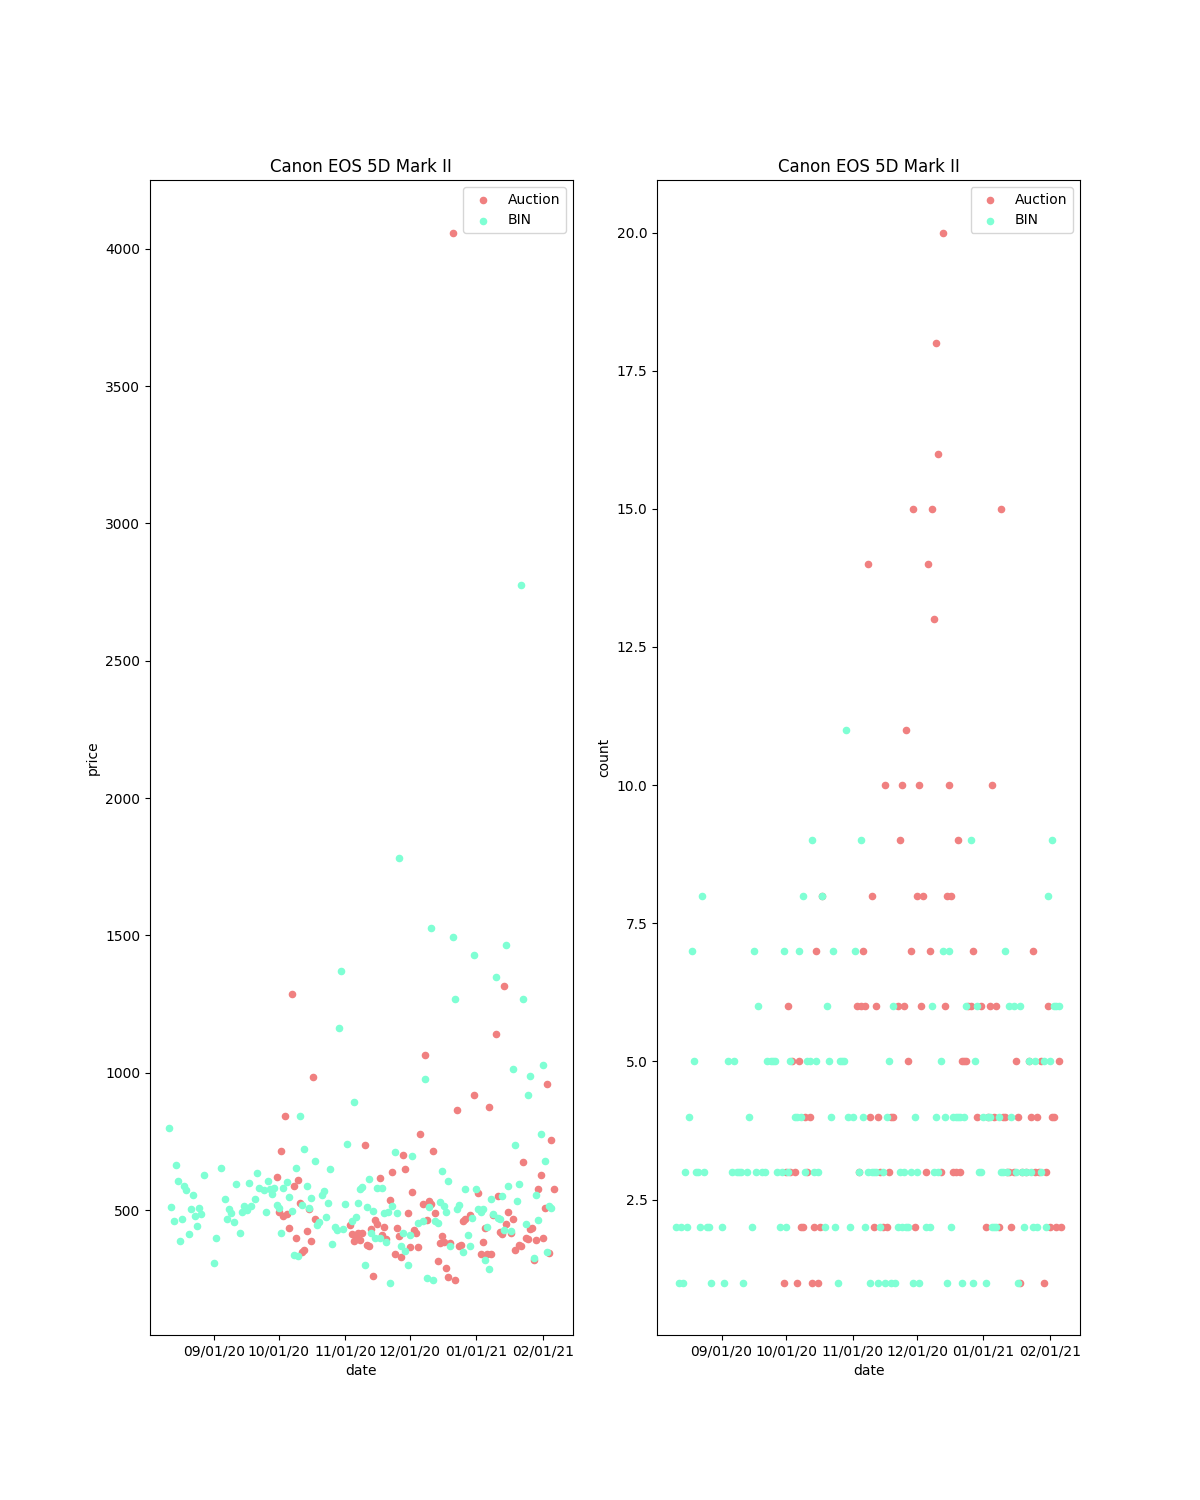 Canon EOS 5D Mark II
Auction
BIN
4000
3500
3000
2500
2000
1500
1000
500
price
09/01/20 10/01/20 11/01/20 12/01/20 01/01/21 02/01/21
date
Canon EOS 5D Mark II
Auction
BIN
20.0
17.5
15.0
12.5
10.0
7.5
5.0
2.5
count
09/01/20 10/01/20 11/01/20 12/01/20 01/01/21 02/01/21
date